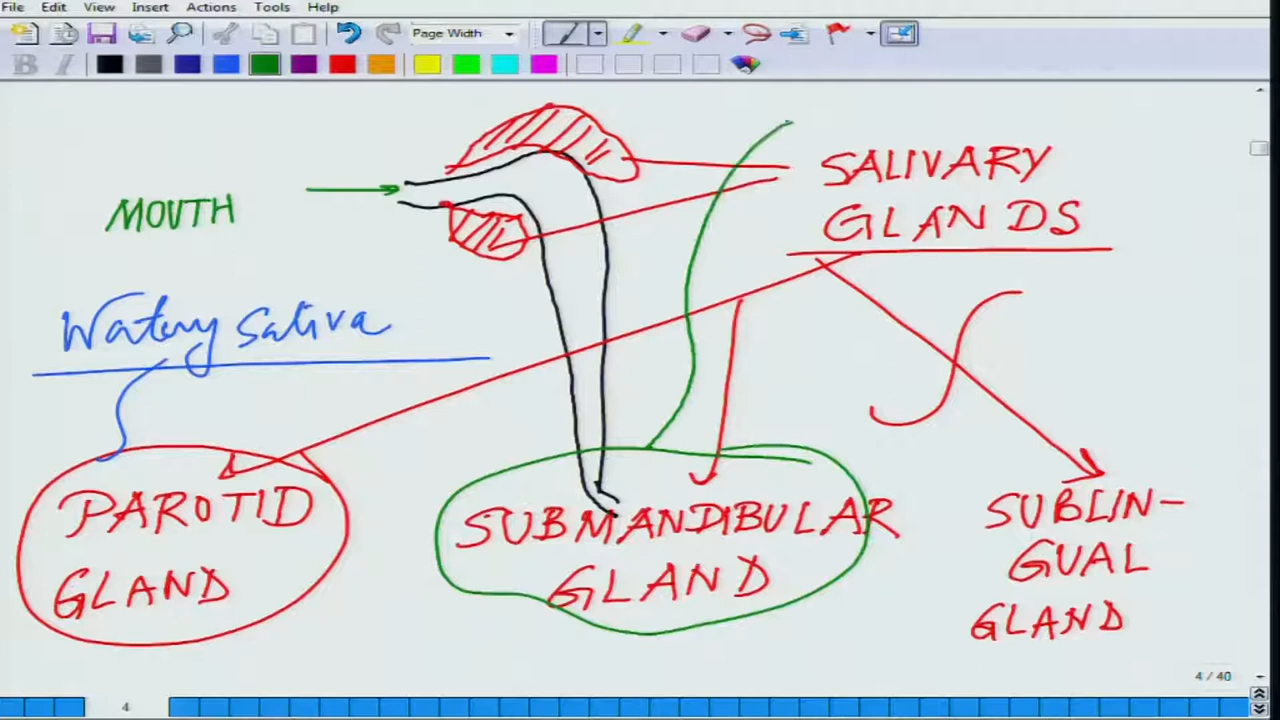 File Edit View Insert Actions Tools Help
Page Width
B I
SALIVARY
GLANDS
MOUTH
Watery saliva
PAROTID
GLAND
SUBMANDIBULAR
GLAND
SUBLIN-
GUAL
GLAND
4 / 40
4